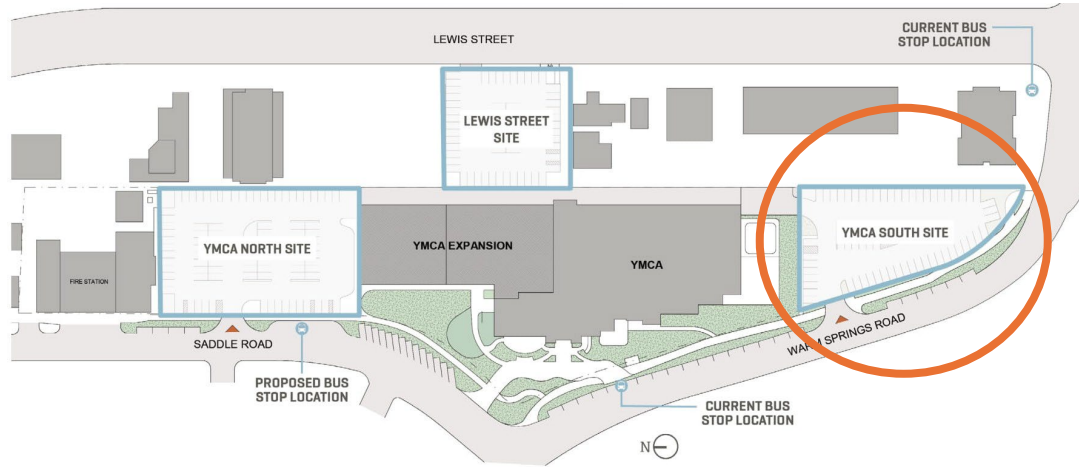 LEWIS STREET
CURRENT BUS
STOP LOCATION
LEWIS STREET
SITE
YMCA NORTH SITE
YMCA EXPANSION
YMCA
YMCA SOUTH SITE
FIRE STATION
SADDLE ROAD
WARM SPRINGS ROAD
PROPOSED BUS
STOP LOCATION
CURRENT BUS
STOP LOCATION
N